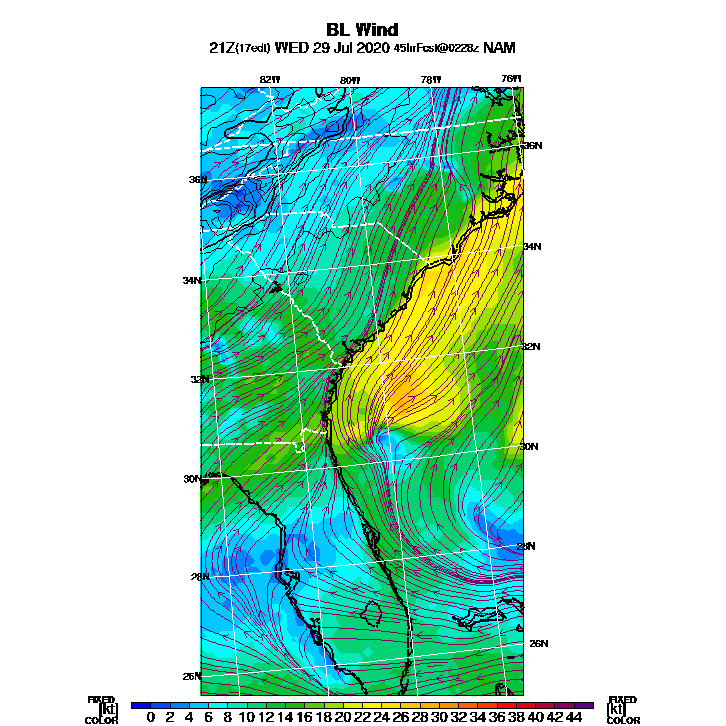 BL Wind
21Z(17edt) WED 29 Jul 2020 45hrFcst@0228z NAM
82W 80W 78W 76W
36N
36N
34N
34N
32N
32N
30N
30N
28N
28N
26N
26N
FIXED FIXED
[kt] 0 2 4 6 8 10 12 14 16 18 20 22 24 26 28 30 32 34 36 38 40 42 44 [kt]
COLOR COLOR